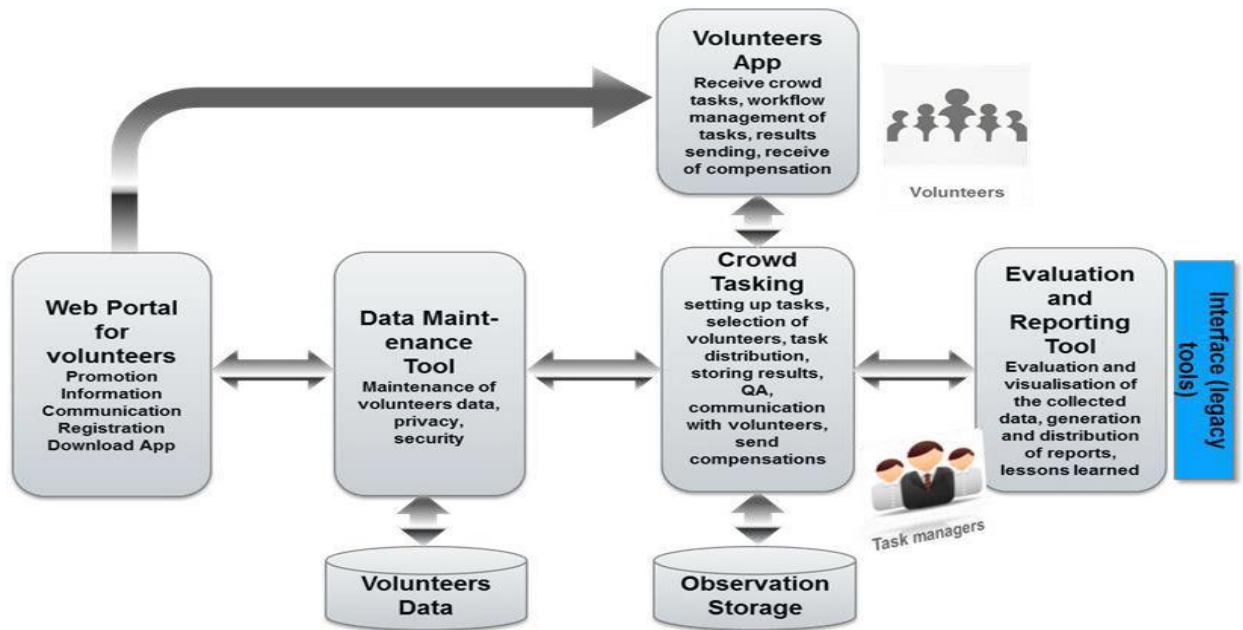 Volunteers
App
Receive crowd
tasks, workflow
management of
tasks, results
sending, receive
of compensation
Volunteers
Web Portal
for
volunteers
Promotion
Information
Communication
Registration
Download App
Data Maint-
enance
Tool
Maintenance of
volunteers data,
privacy,
security
Crowd
Tasking
setting up tasks,
selection of
volunteers, task
distribution,
storing results,
QA,
communication
with volunteers,
send
compensations
Evaluation
and
Reporting
Tool
Evaluation and
visualisation of
the collected
data, generation
and distribution
of reports,
lessons learned
Interface (legacy
tools)
Task managers
Volunteers
Data
Observation
Storage